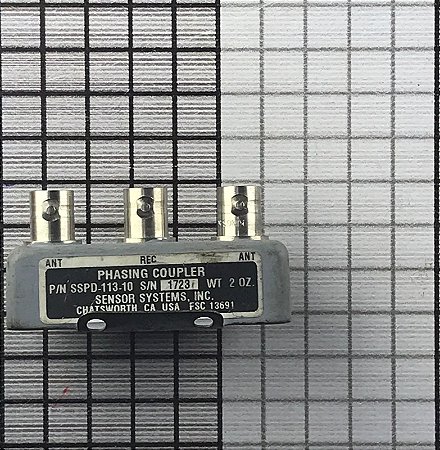 ANT REC ANT
PHASING COUPLER
P/N SSPD-113-10 S/N 17237 WT 2 OZ.
SENSOR SYSTEMS, INC.
CHATSWORTH CA USA FSC 13691